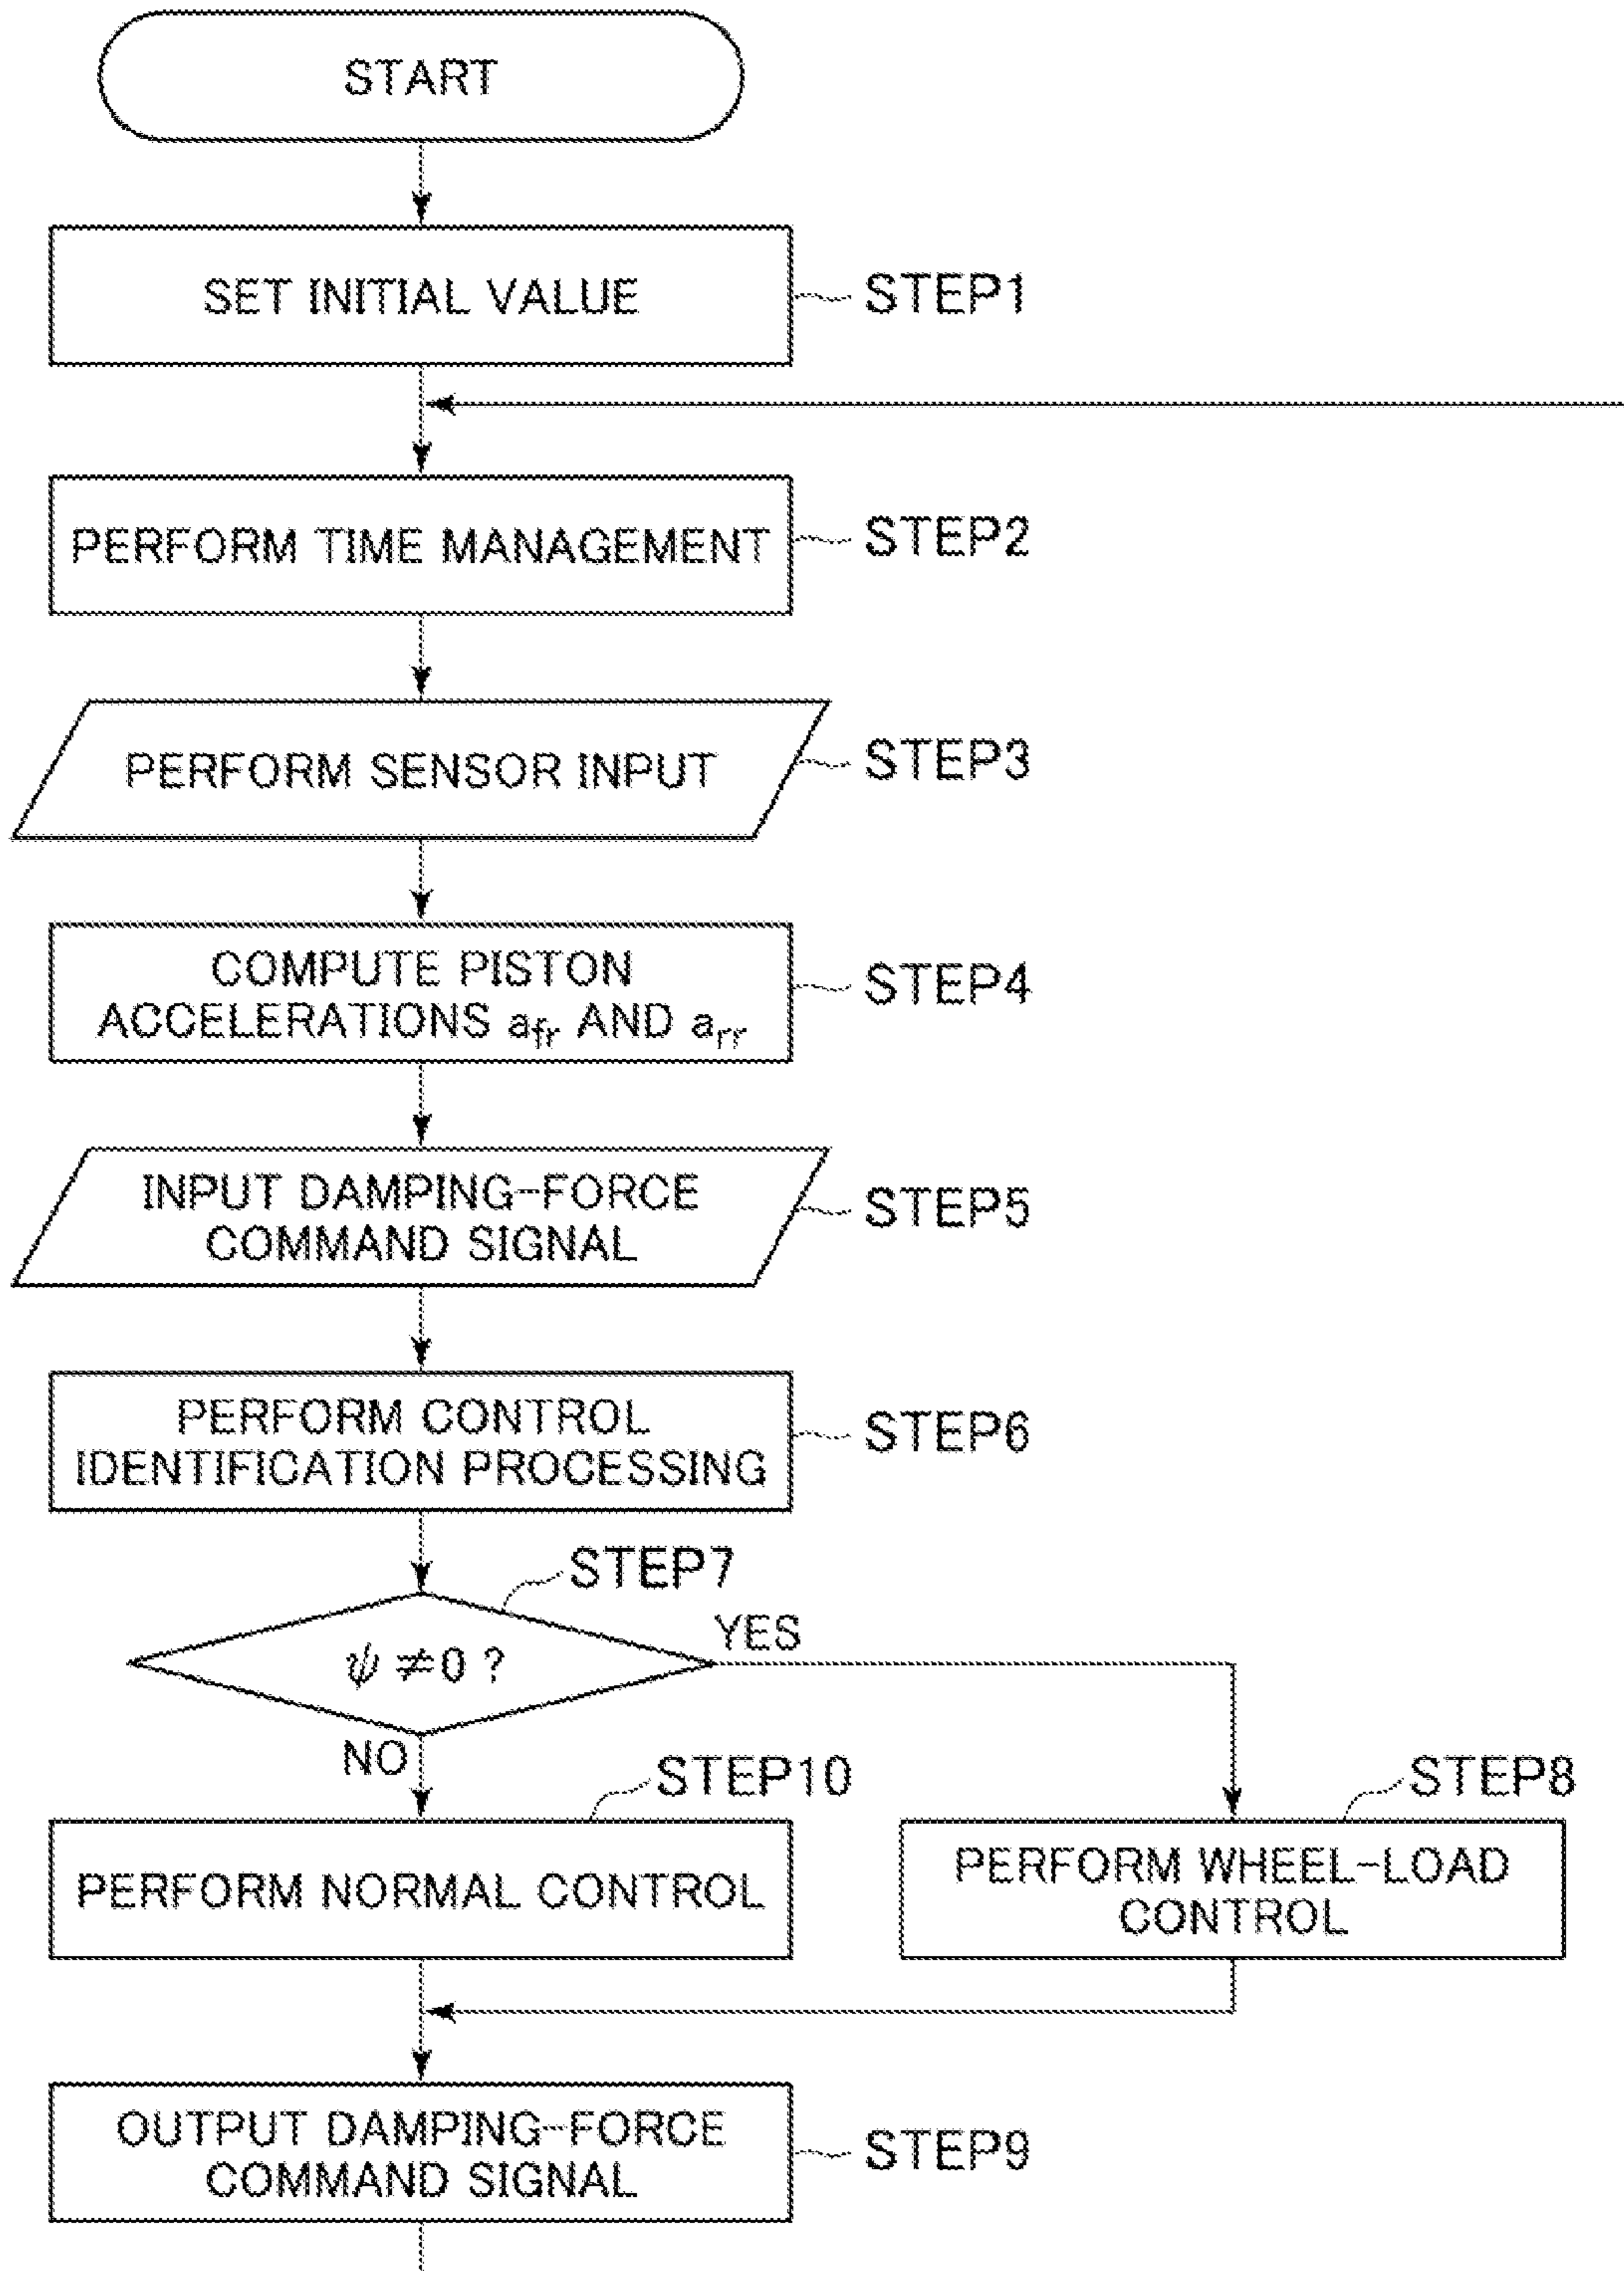 START
SET INITIAL VALUE
STEP1
PERFORM TIME MANAGEMENT
STEP2
PERFORM SENSOR INPUT
STEP3
COMPUTE PISTON
ACCELERATIONS afr AND arr
STEP4
INPUT DAMPING-FORCE
COMMAND SIGNAL
STEP5
PERFORM CONTROL
IDENTIFICATION PROCESSING
STEP6
STEP7
ψ ≠0 ?
YES
NO
STEP10
PERFORM NORMAL CONTROL
STEP8
PERFORM WHEEL-LOAD
CONTROL
OUTPUT DAMPING-FORCE
COMMAND SIGNAL
STEP9